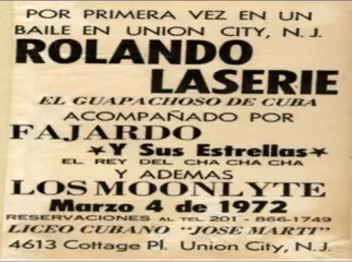 POR PRIMERA VEZ EN UN
BAILE EN UNION CITY, N.J.
ROLANDO
LASERIE
EL GUAPACHOSO DE CUBA
ACOMPAÑADO POR
FAJARDO
★Y Sus Estrellas★
EL REY DEL CHA CHA CHA
Y ADEMAS
LOS MOONLYTE
Marzo 4 de 1972
RESERVACIONES AL TEL 201 - 866-1749
LICEO CUBANO "JOSE MARTI"
4613 Cottage Pl. Union City, N.J.